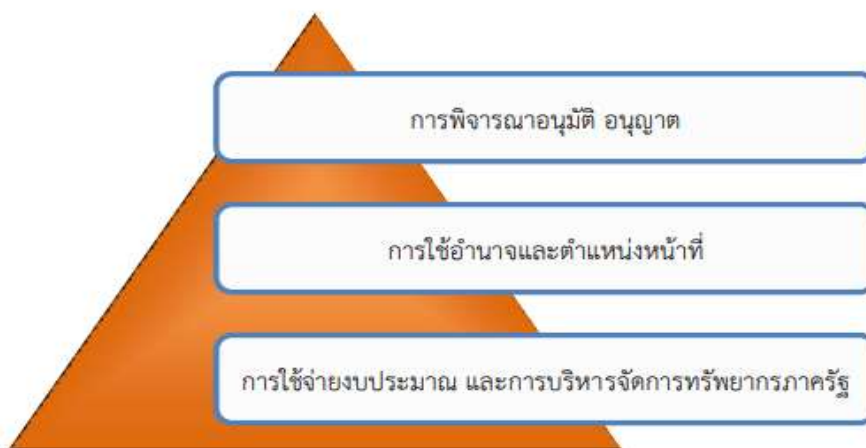 การพิจารณาอนุมัติ อนุญาต
การใช้อำนาจและตำแหน่งหน้าที่
การใช้จ่ายงบประมาณ และการบริหารจัดการทรัพยากรภาครัฐ